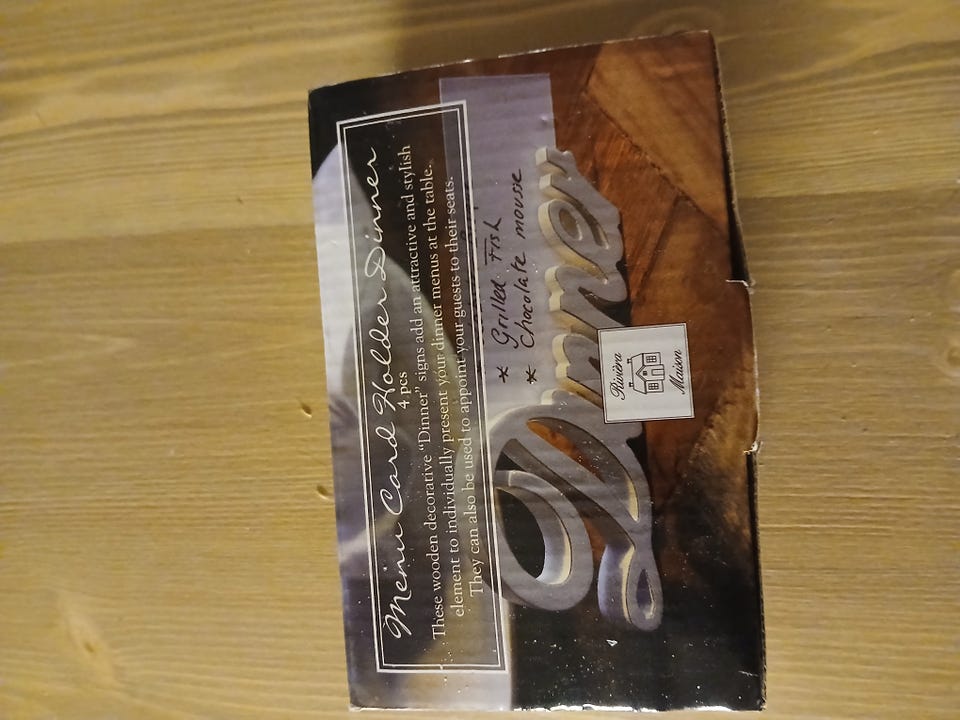 Menu Card Holder Dinner
4 pcs
These wooden decorative "Dinner" signs add an attractive and stylish
element to individually present your dinner menus at the table.
They can also be used to appoint your guests to their seats.
* Grilled Fish
* Chocolate mousse
Dinner
Rivièra
Maison